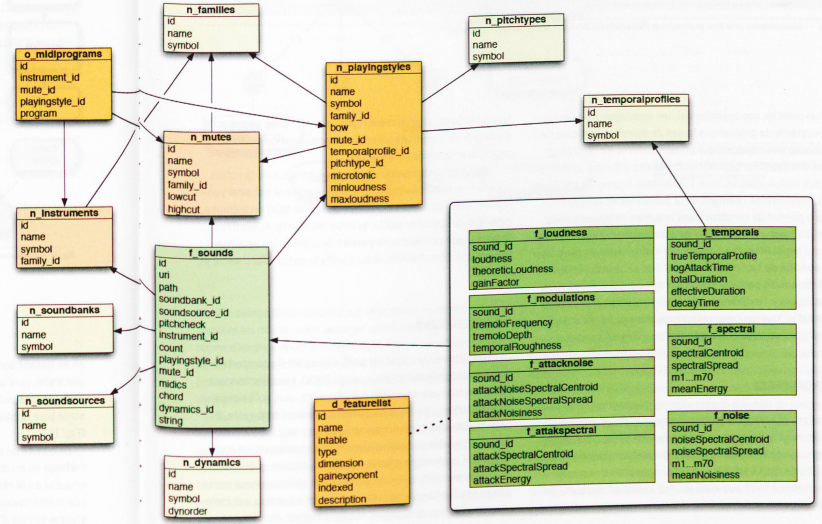 n_families
id
name
symbol
n_pitchtypes
id
name
symbol
o_midiprograms
id
instrument_id
mute_id
playingstyle_id
program
n_playingstyles
id
name
symbol
family_id
bow
mute_id
temporalprofile_id
pitchtype_id
microtonic
minloudness
maxloudness
n_temporalprofiles
id
name
symbol
n_mutes
id
name
symbol
family_id
lowcut
highcut
n_instruments
id
name
symbol
family_id
f_sounds
id
uri
path
soundbank_id
soundsource_id
pitchcheck
instrument_id
count
playingstyle_id
mute_id
midics
chord
dynamics_id
string
n_soundbanks
id
name
symbol
n_soundsources
id
name
symbol
n_dynamics
id
name
symbol
dynorder
d_featurelist
id
name
intable
type
dimension
gainexponent
indexed
description
f_loudness
sound_id
loudness
theoreticLoudness
gainFactor
f_modulations
sound_id
tremoloFrequency
tremoloDepth
temporalRoughness
f_attacknoise
sound_id
attackNoiseSpectralCentroid
attackNoiseSpectralSpread
attackNoisiness
f_attakspectral
sound_id
attackSpectralCentroid
attackSpectralSpread
attackEnergy
f_temporals
sound_id
trueTemporalProfile
logAttackTime
totalDuration
effectiveDuration
decayTime
f_spectral
sound_id
spectralCentroid
spectralSpread
m1...m70
meanEnergy
f_noise
sound_id
noiseSpectralCentroid
noiseSpectralSpread
m1...m70
meanNoisiness